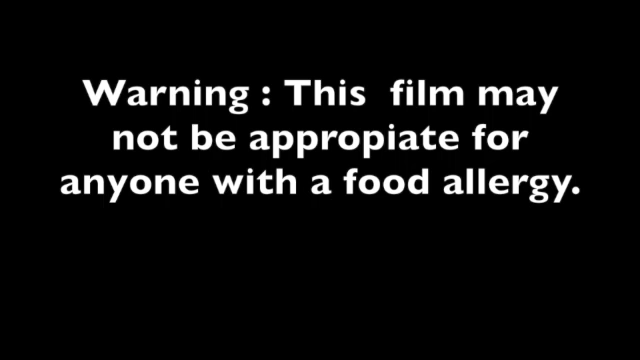 Warning : This  film may
not be appropiate for
anyone with a food allergy.